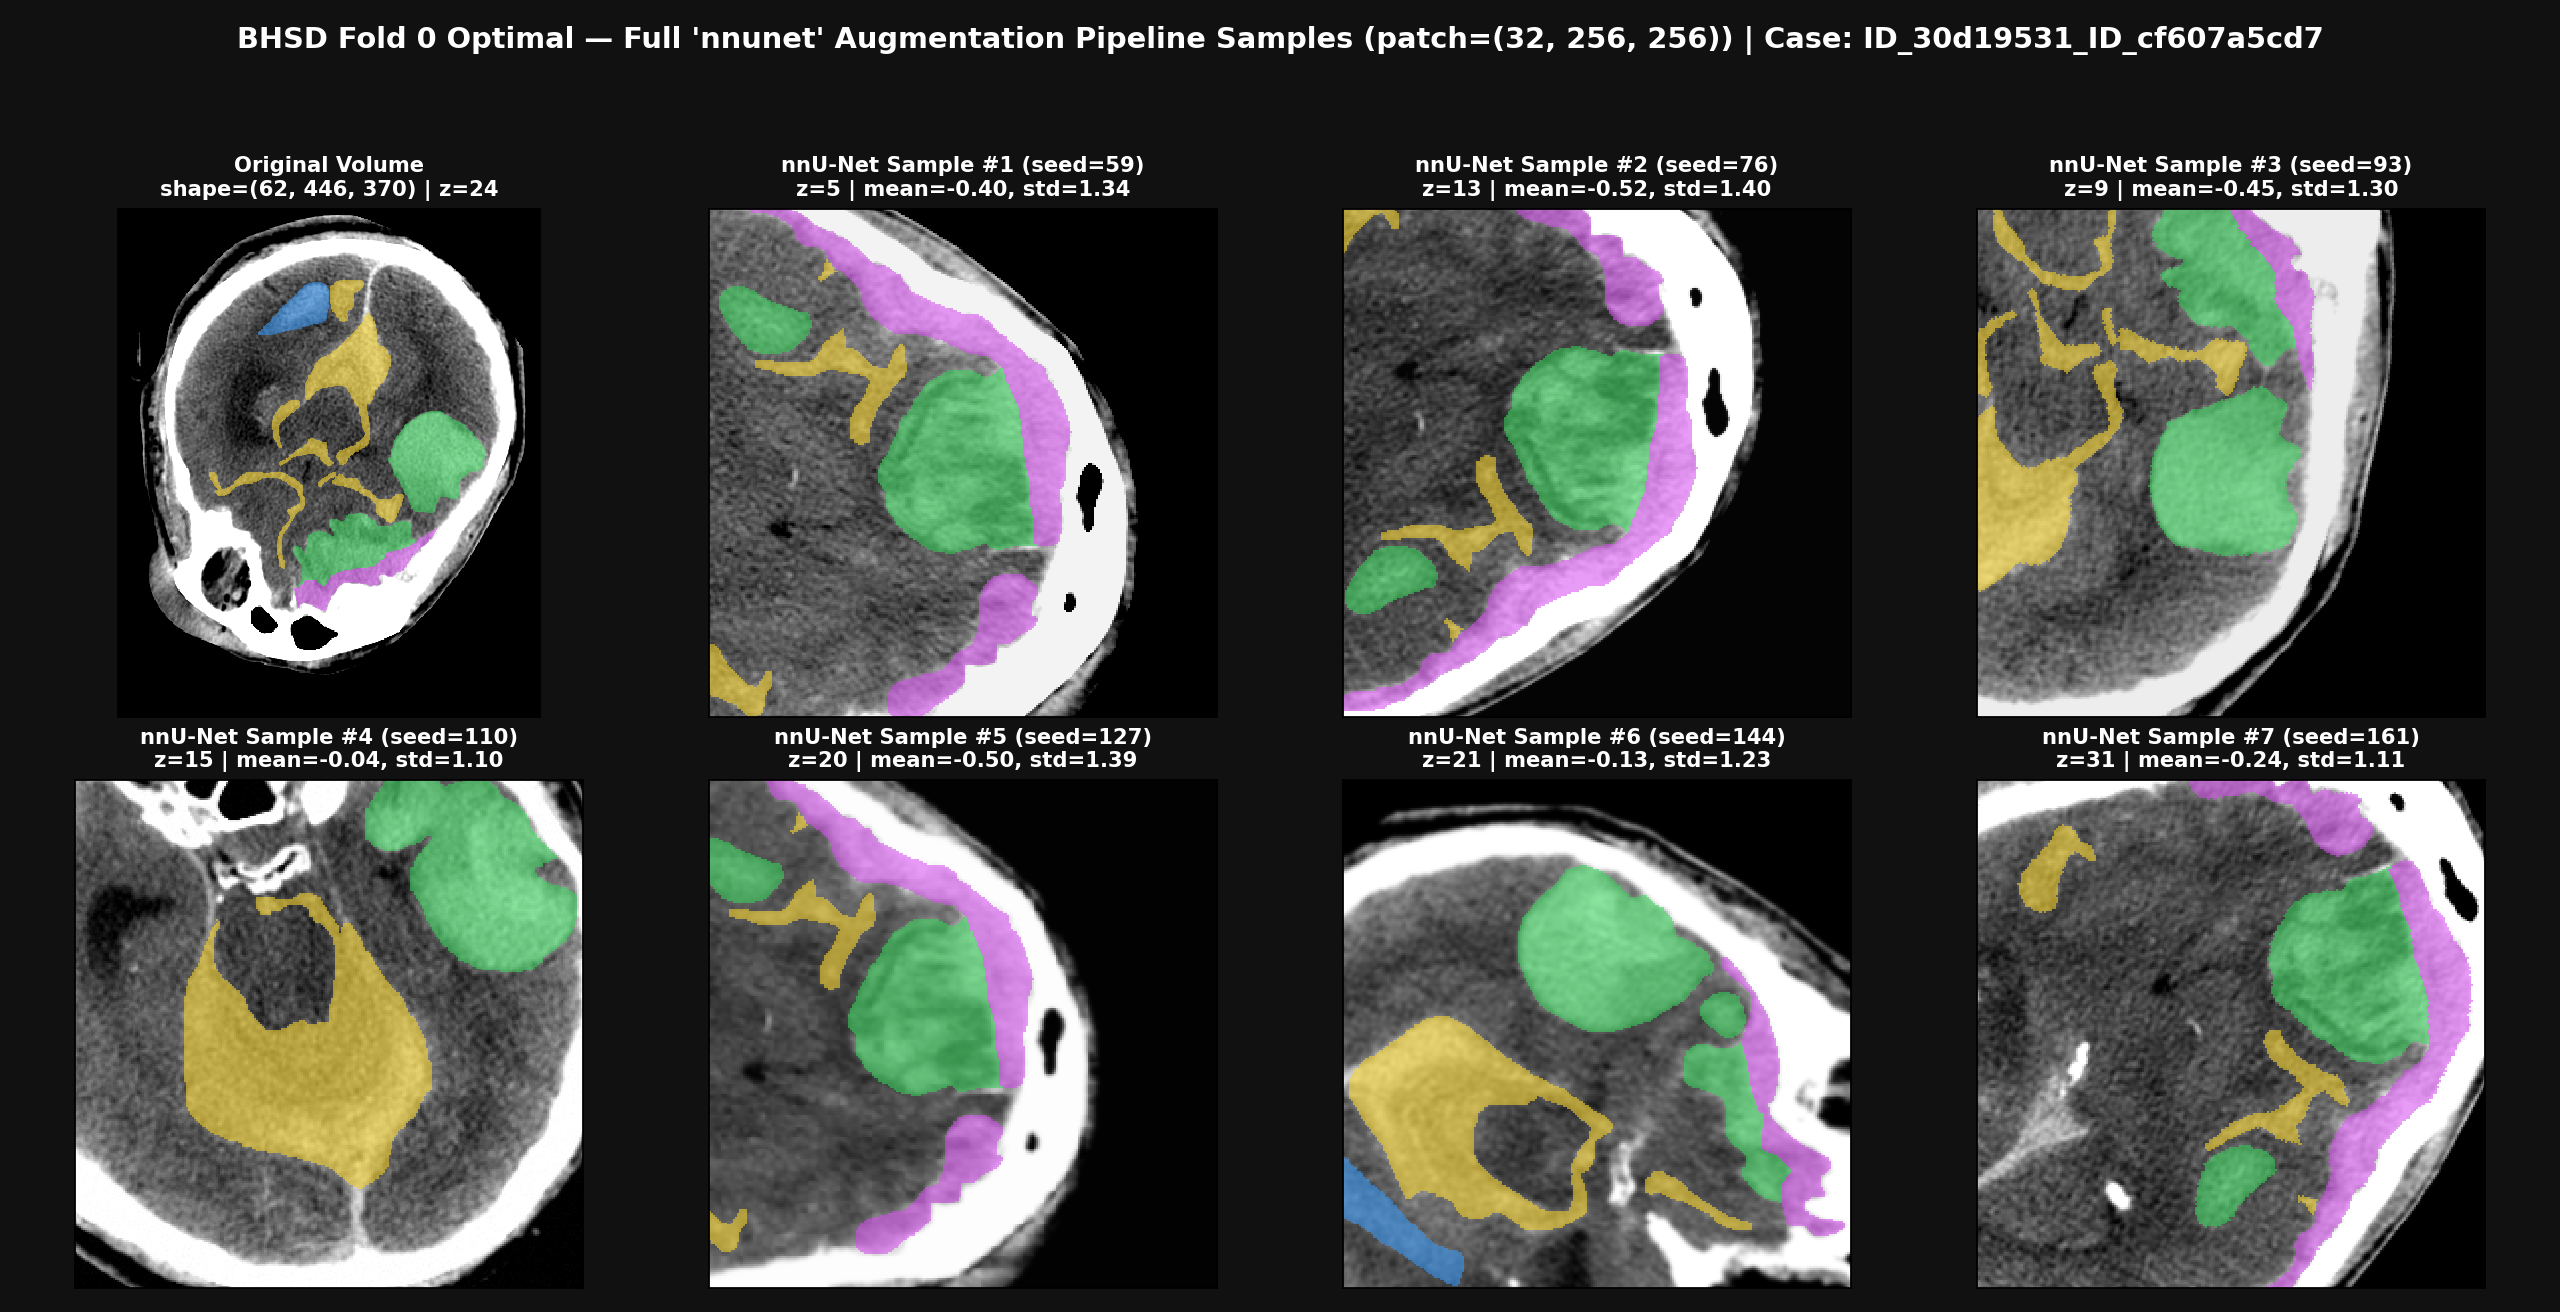 BHSD Fold 0 Optimal — Full 'nnunet' Augmentation Pipeline Samples (patch=(32, 256, 256)) | Case: ID_30d19531_ID_cf607a5cd7
Original Volume
shape=(62, 446, 370) | z=24
nnU-Net Sample #1 (seed=59)
z=5 | mean=-0.40, std=1.34
nnU-Net Sample #2 (seed=76)
z=13 | mean=-0.52, std=1.40
nnU-Net Sample #3 (seed=93)
z=9 | mean=-0.45, std=1.30
nnU-Net Sample #4 (seed=110)
z=15 | mean=-0.04, std=1.10
nnU-Net Sample #5 (seed=127)
z=20 | mean=-0.50, std=1.39
nnU-Net Sample #6 (seed=144)
z=21 | mean=-0.13, std=1.23
nnU-Net Sample #7 (seed=161)
z=31 | mean=-0.24, std=1.11